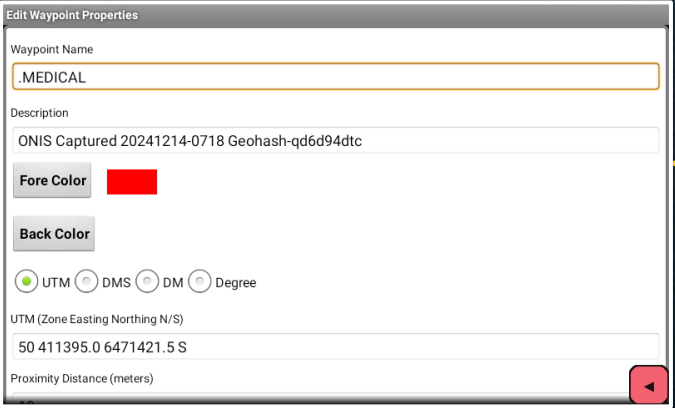 Edit Waypoint Properties
Waypoint Name
.MEDICAL
Description
ONIS Captured 20241214-0718 Geohash-qd6d94dtc
Fore Color
Back Color
UTM DMS DM Degree
UTM (Zone Easting Northing N/S)
50 411395.0 6471421.5 S
Proximity Distance (meters)